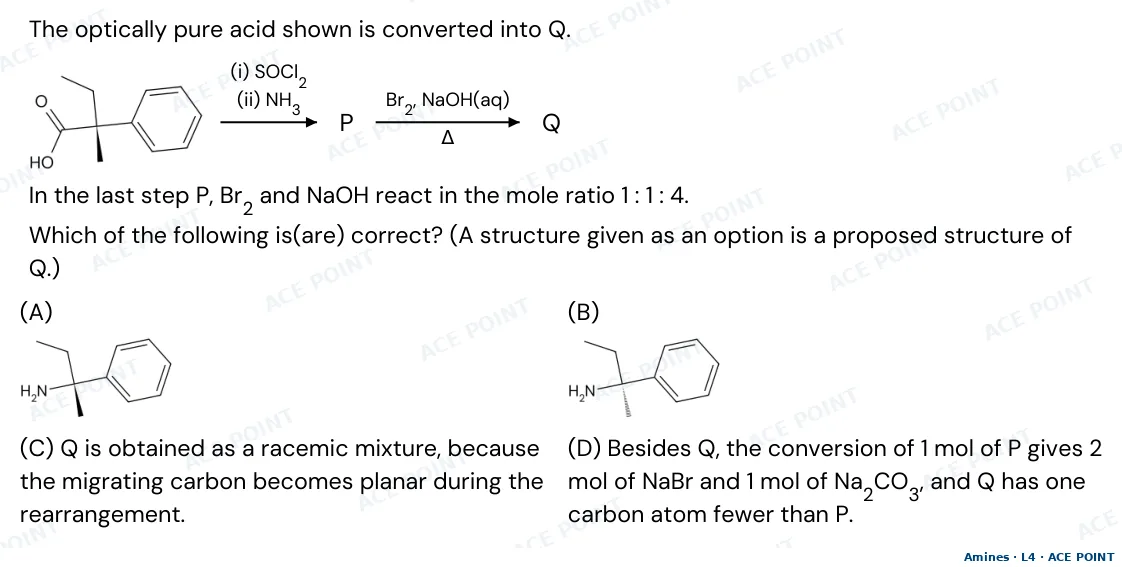 The optically pure acid shown is converted into Q.
(i) SOCl2
(ii) NH3
P
Br2, NaOH(aq)
Δ
Q
O
HO
In the last step P, Br2 and NaOH react in the mole ratio 1 : 1 : 4.
Which of the following is(are) correct? (A structure given as an option is a proposed structure of
Q.)
(A)
H2N
(B)
H2N
(C) Q is obtained as a racemic mixture, because
the migrating carbon becomes planar during the
rearrangement.
(D) Besides Q, the conversion of 1 mol of P gives 2
mol of NaBr and 1 mol of Na2CO3, and Q has one
carbon atom fewer than P.
Amines · L4 · ACE POINT
ACE POINT